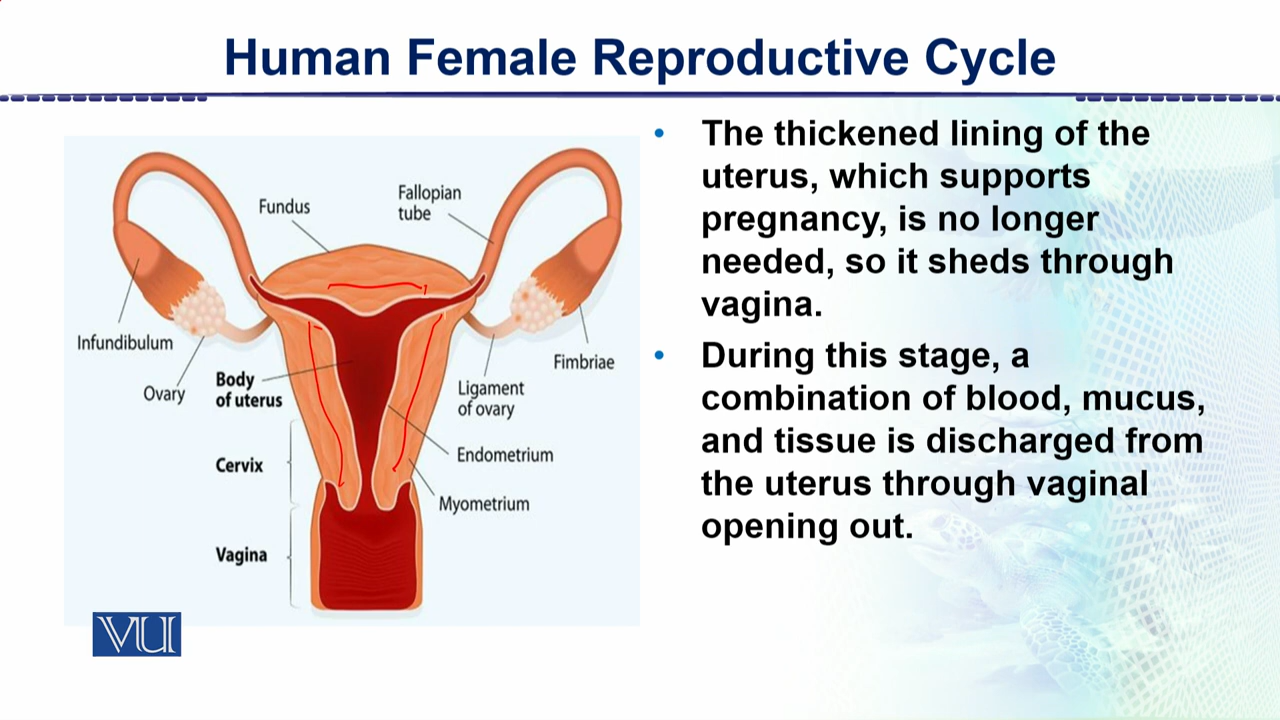 Human Female Reproductive Cycle
Fundus
Fallopian
tube
Infundibulum
Ovary
Body
of uterus
Cervix
Vagina
Ligament
of ovary
Fimbriae
Endometrium
Myometrium
VU
• The thickened lining of the
uterus, which supports
pregnancy, is no longer
needed, so it sheds through
vagina.
• During this stage, a
combination of blood, mucus,
and tissue is discharged from
the uterus through vaginal
opening out.